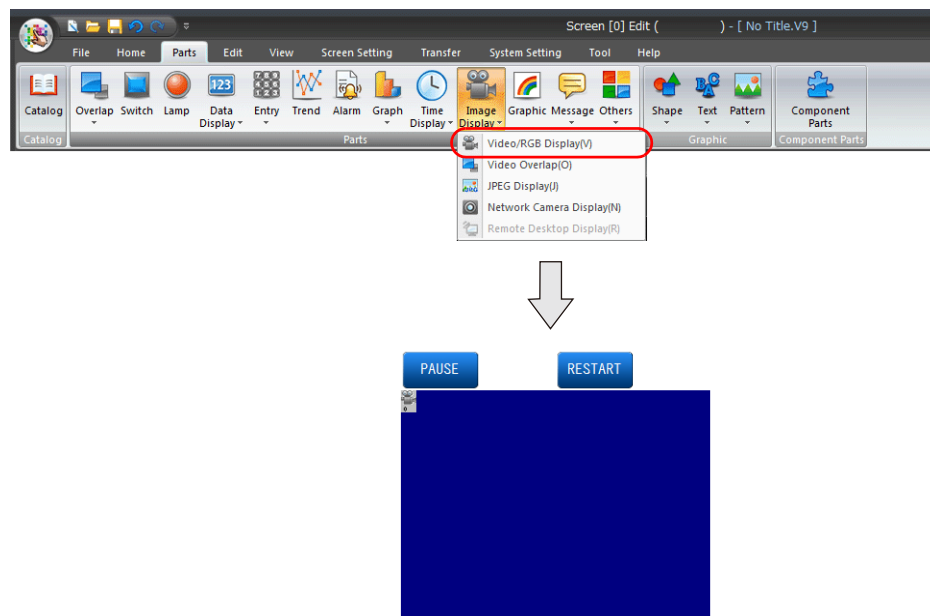 Screen [0] Edit ( ) - [ No Title.V9 ]
File Home Parts Edit View Screen Setting Transfer System Setting Tool Help
123
Catalog Overlap Switch Lamp Data Display Entry Trend Alarm Graph Time Display Image Display Graphic Message Others Shape Text Pattern Component Parts
Catalog Parts Graphic Component Parts
Video/RGB Display(V)
Video Overlap(O)
JPEG Display(J)
Network Camera Display(N)
Remote Desktop Display(R)
PAUSE RESTART
0